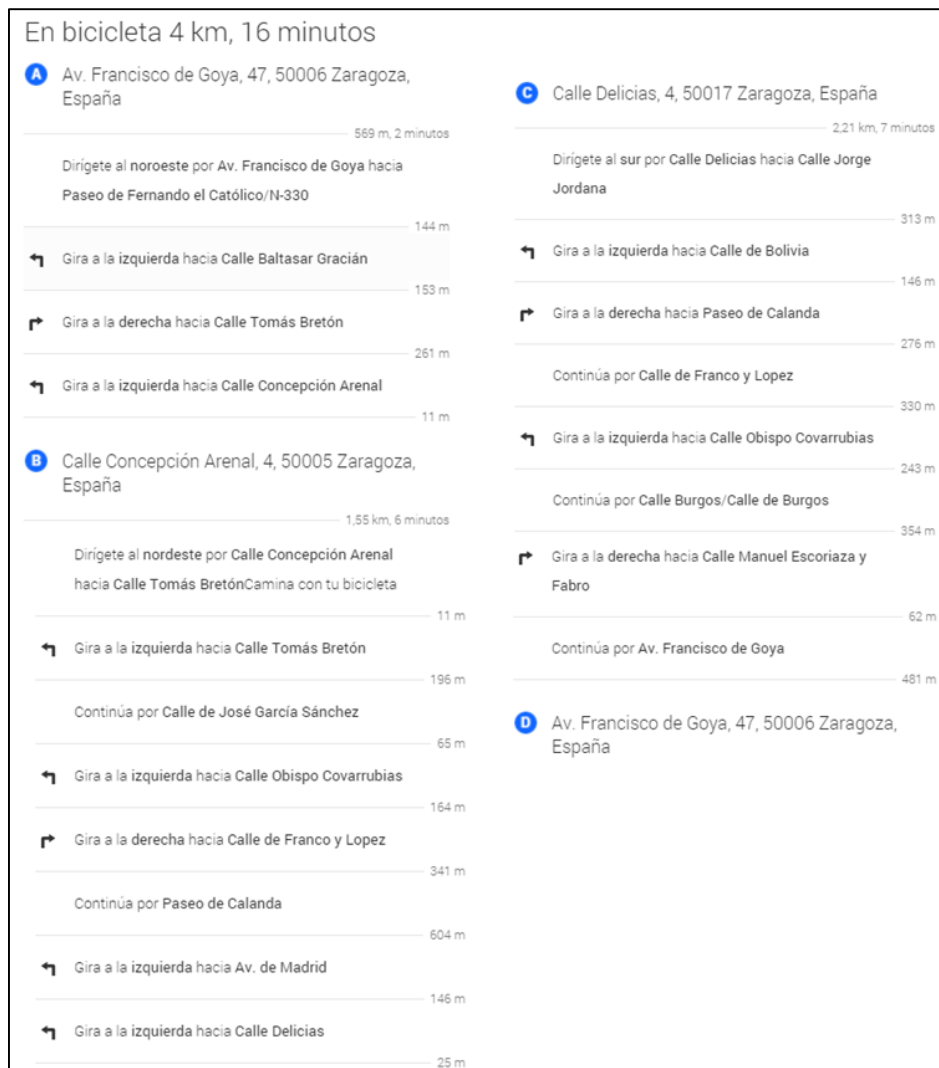 En bicicleta 4 km, 16 minutos
A Av. Francisco de Goya, 47, 50006 Zaragoza,
España
569 m, 2 minutos
Dirígete al noroeste por Av. Francisco de Goya hacia
Paseo de Fernando el Católico/N-330
144 m
Gira a la izquierda hacia Calle Baltasar Gracián
153 m
Gira a la derecha hacia Calle Tomás Bretón
261 m
Gira a la izquierda hacia Calle Concepción Arenal
11 m
B Calle Concepción Arenal, 4, 50005 Zaragoza,
España
1,55 km, 6 minutos
Dirígete al nordeste por Calle Concepción Arenal
hacia Calle Tomás BretónCamina con tu bicicleta
11 m
Gira a la izquierda hacia Calle Tomás Bretón
196 m
Continúa por Calle de José García Sánchez
65 m
Gira a la izquierda hacia Calle Obispo Covarrubias
164 m
Gira a la derecha hacia Calle de Franco y Lopez
341 m
Continúa por Paseo de Calanda
604 m
Gira a la izquierda hacia Av. de Madrid
146 m
Gira a la izquierda hacia Calle Delicias
25 m
C Calle Delicias, 4, 50017 Zaragoza, España
2,21 km, 7 minutos
Dirígete al sur por Calle Delicias hacia Calle Jorge
Jordana
313 m
Gira a la izquierda hacia Calle de Bolivia
146 m
Gira a la derecha hacia Paseo de Calanda
276 m
Continúa por Calle de Franco y Lopez
330 m
Gira a la izquierda hacia Calle Obispo Covarrubias
243 m
Continúa por Calle Burgos/Calle de Burgos
354 m
Gira a la derecha hacia Calle Manuel Escoriaza y
Fabro
62 m
Continúa por Av. Francisco de Goya
481 m
D Av. Francisco de Goya, 47, 50006 Zaragoza,
España